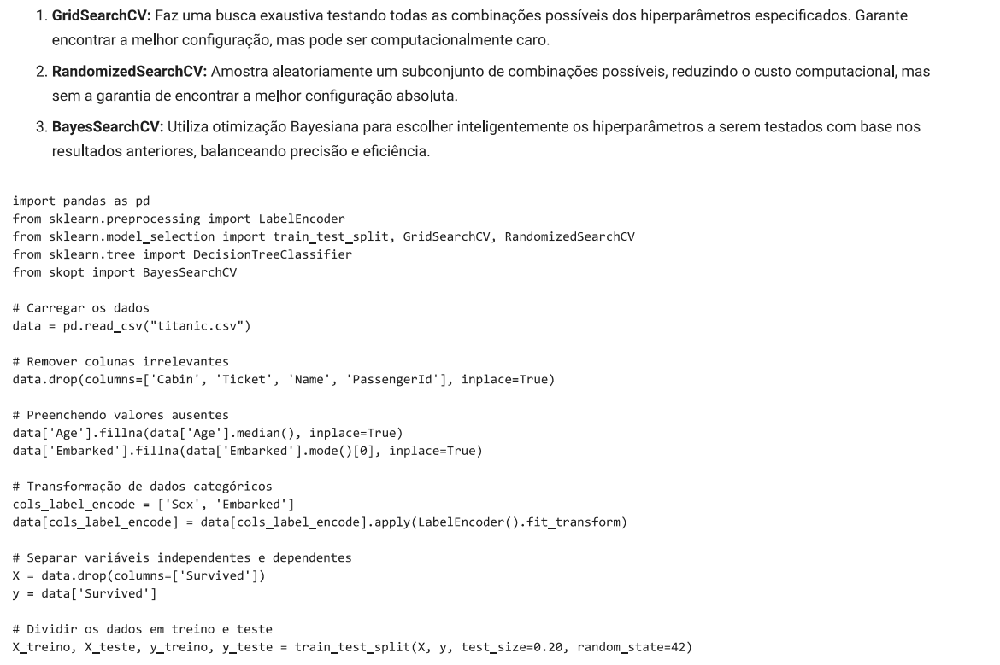 1. GridSearchCV: Faz uma busca exaustiva testando todas as combinações possíveis dos hiperparâmetros especificados. Garante
encontrar a melhor configuração, mas pode ser computacionalmente caro.
2. RandomizedSearchCV: Amostra aleatoriamente um subconjunto de combinações possíveis, reduzindo o custo computacional, mas
sem a garantia de encontrar a melhor configuração absoluta.
3. BayesSearchCV: Utiliza otimização Bayesiana para escolher inteligentemente os hiperparâmetros a serem testados com base nos
resultados anteriores, balanceando precisão e eficiência.
import pandas as pd
from sklearn.preprocessing import LabelEncoder
from sklearn.model_selection import train_test_split, GridSearchCV, RandomizedSearchCV
from sklearn.tree import DecisionTreeClassifier
from skopt import BayesSearchCV
# Carregar os dados
data = pd.read_csv("titanic.csv")
# Remover colunas irrelevantes
data.drop(columns=['Cabin', 'Ticket', 'Name', 'PassengerId'], inplace=True)
# Preenchendo valores ausentes
data['Age'].fillna(data['Age'].median(), inplace=True)
data['Embarked'].fillna(data['Embarked'].mode()[0], inplace=True)
# Transformação de dados categóricos
cols_label_encode = ['Sex', 'Embarked']
data[cols_label_encode] = data[cols_label_encode].apply(LabelEncoder().fit_transform)
# Separar variáveis independentes e dependentes
X = data.drop(columns=['Survived'])
y = data['Survived']
# Dividir os dados em treino e teste
X_treino, X_teste, y_treino, y_teste = train_test_split(X, y, test_size=0.20, random_state=42)